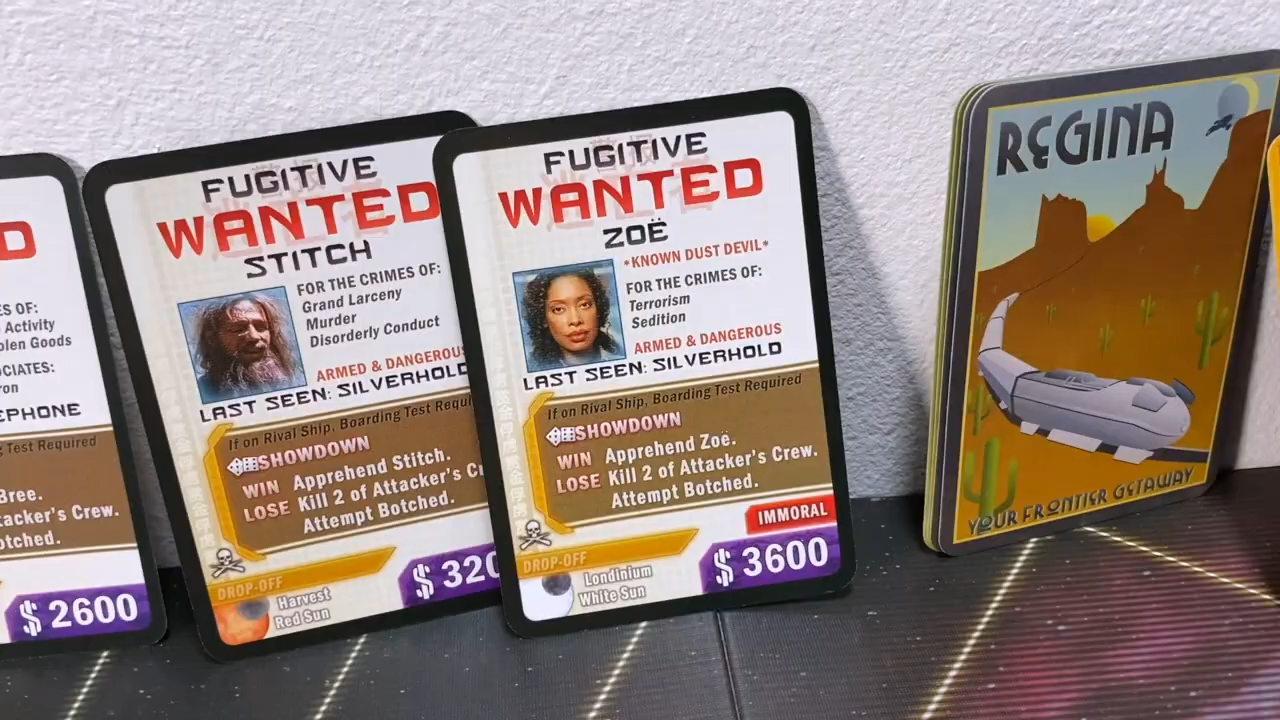 D
ES OF:
Activity
olen Goods
CIATES:
ron
EPHONE
Test Required
Bree.
tacker's Crew.
otched.
$ 2600
FUGITIVE
WANTED
STITCH
FOR THE CRIMES OF:
Grand Larceny
Murder
Disorderly Conduct
ARMED & DANGEROUS
LAST SEEN: SILVERHOLD
If on Rival Ship, Boarding Test Requi
SHOWDOWN
WIN Apprehend Stitch.
LOSE Kill 2 of Attacker's C
Attempt Botched.
DROP-OFF
Harvest
Red Sun
$ 320
FUGITIVE
WANTED
ZOË
*KNOWN DUST DEVIL*
FOR THE CRIMES OF:
Terrorism
Sedition
ARMED & DANGEROUS
LAST SEEN: SILVERHOLD
If on Rival Ship, Boarding Test Required
SHOWDOWN
WIN Apprehend Zoë.
LOSE Kill 2 of Attacker's Crew.
Attempt Botched.
IMMORAL
DROP-OFF
Londinium
White Sun
$ 3600
REGINA
YOUR FRONTIER GETAWAY